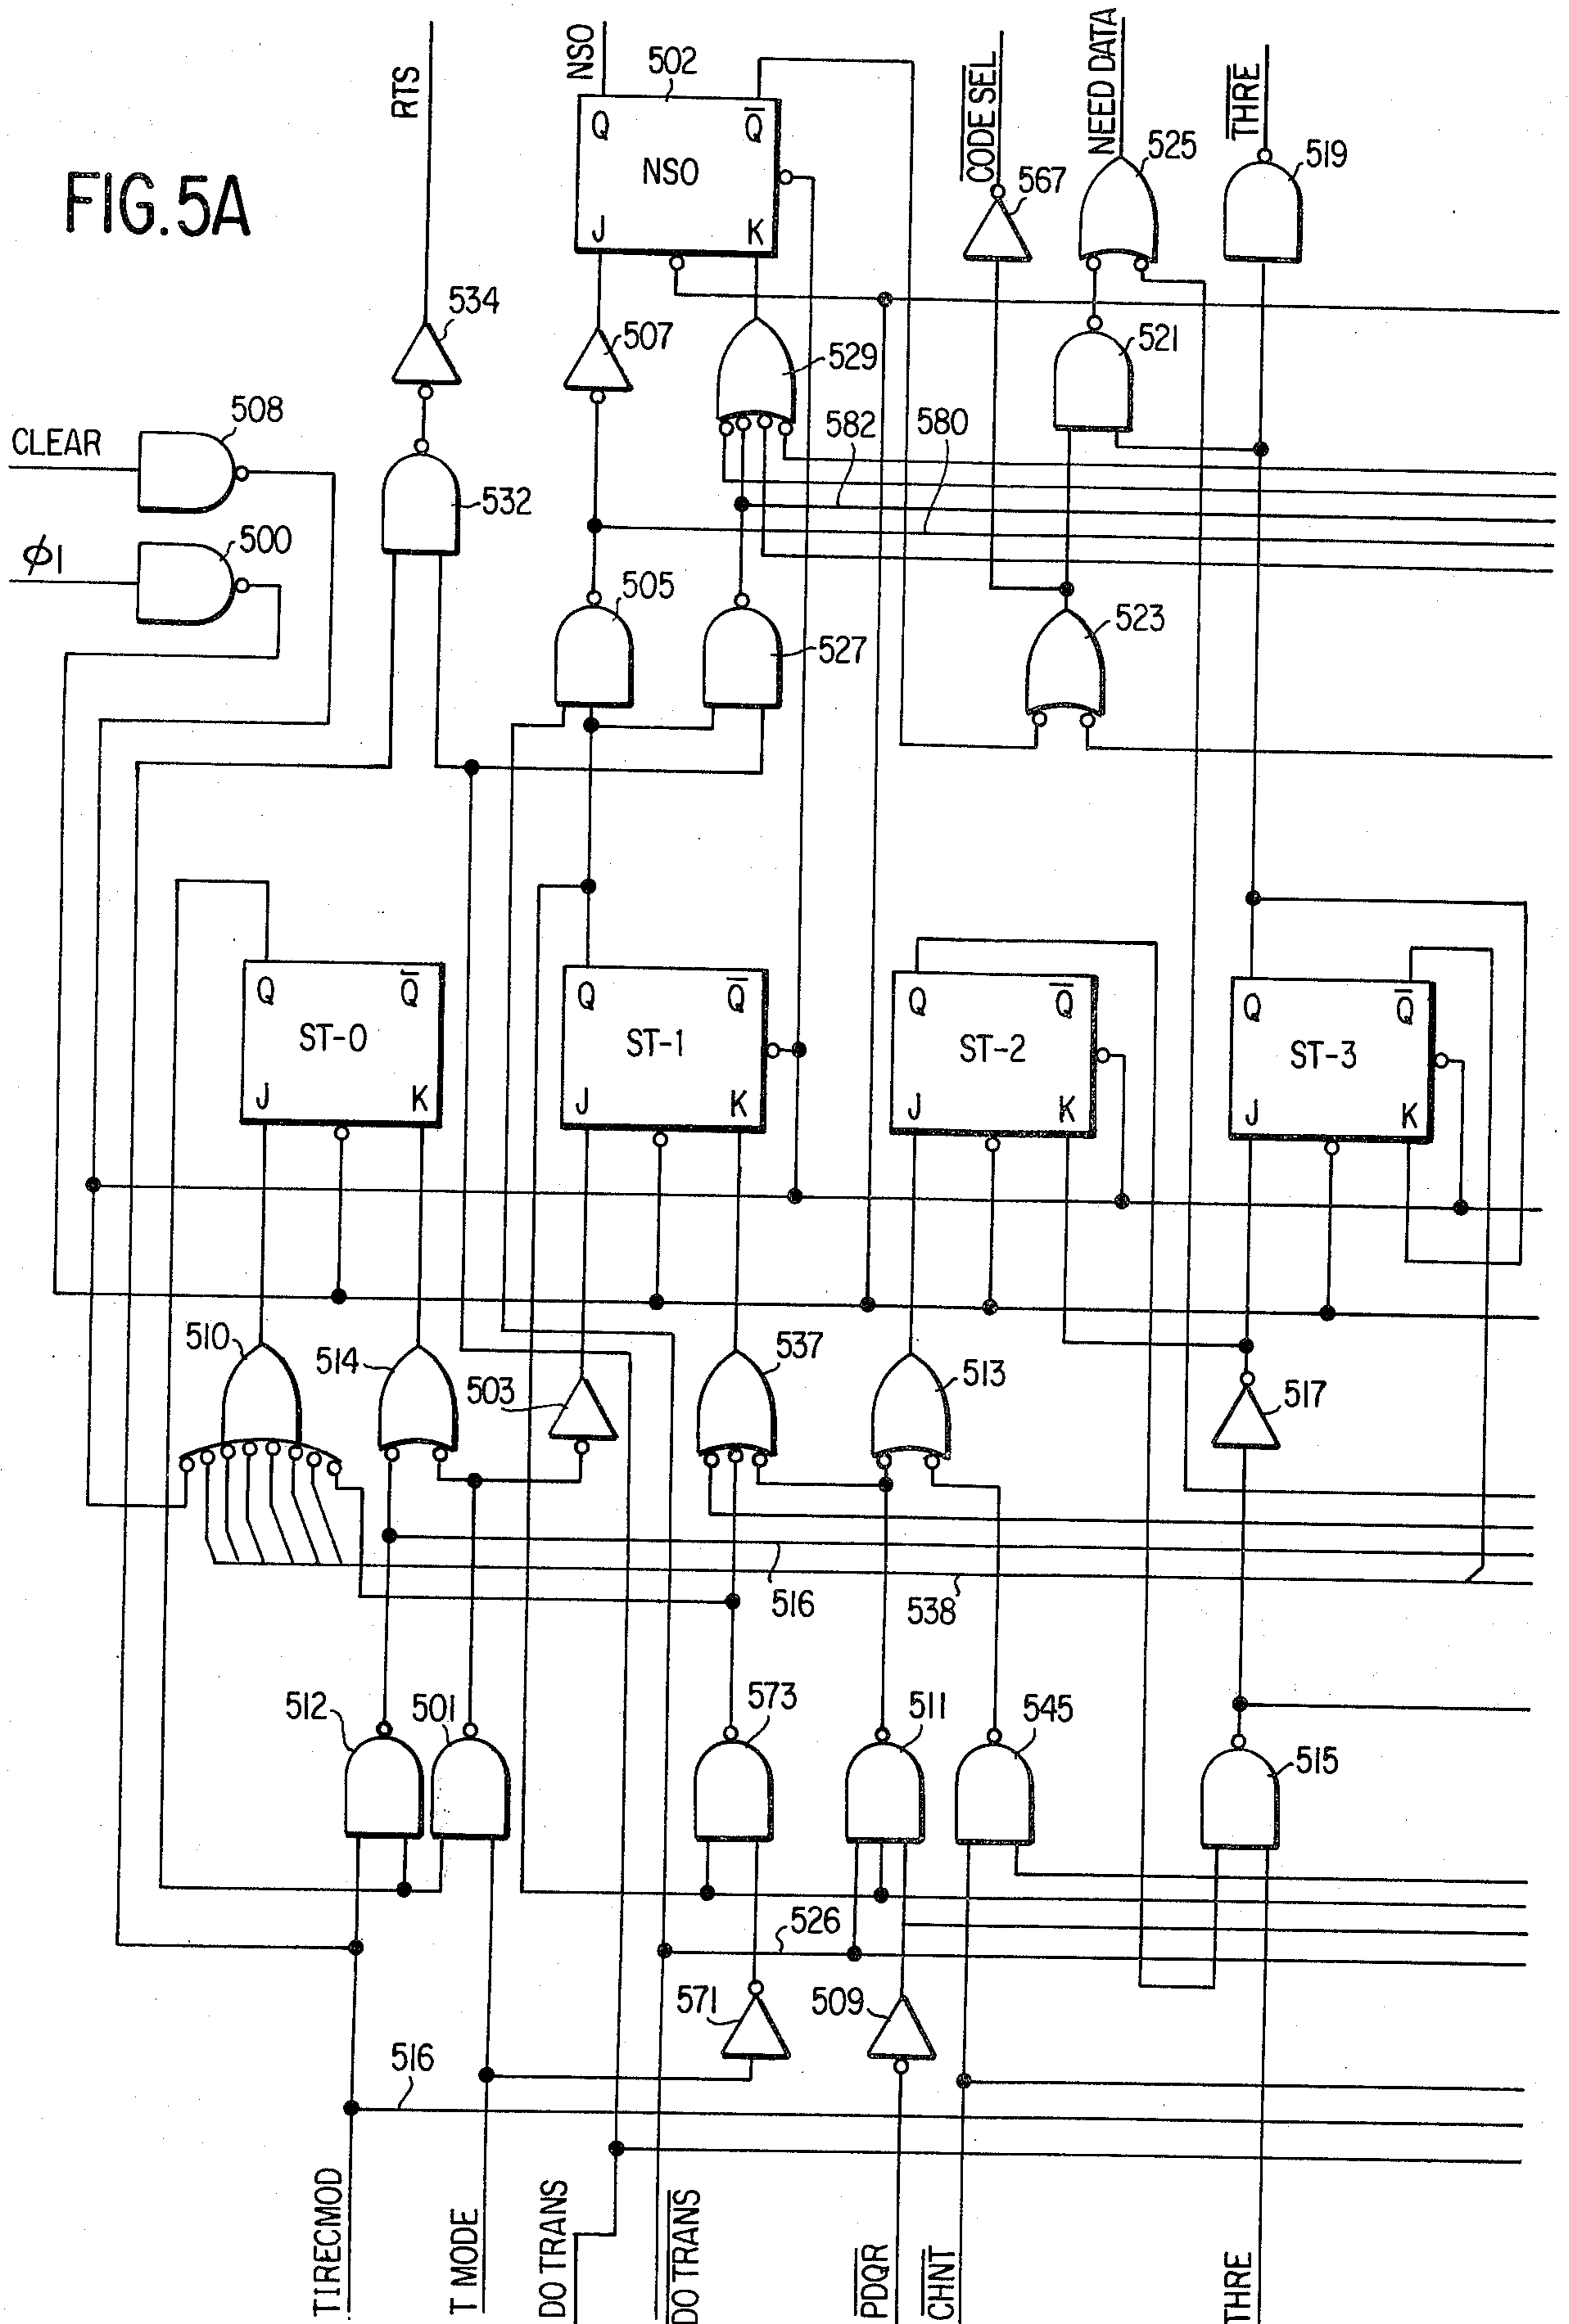 FIG. 5A
RTS
NSO
502
CODE SEL
NEED DATA
THRE
Q
Q̅
NSO
J
K
567
525
519
534
507
529
521
582
580
CLEAR
508
532
ϕ1
500
505
527
523
Q
Q̅
ST-0
J
K
Q
Q̅
ST-1
J
K
Q
Q̅
ST-2
J
K
Q
Q̅
ST-3
J
K
510
514
503
537
513
517
516
538
512
501
573
511
545
515
526
571
509
516
TIRECMOD
T MODE
DO TRANS
DO TRANS
PDQR
CHNT
THRE